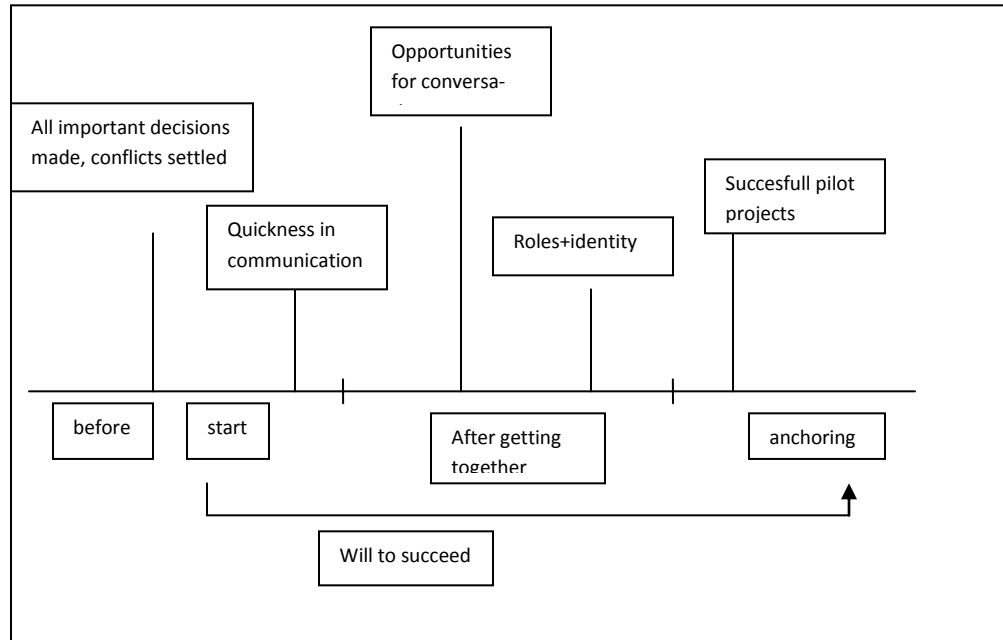 Opportunities
for conversa-
All important decisions
made, conflicts settled
Succesfull pilot
projects
Quickness in
communication
Roles+identity
before
start
After getting
together
anchoring
Will to succeed